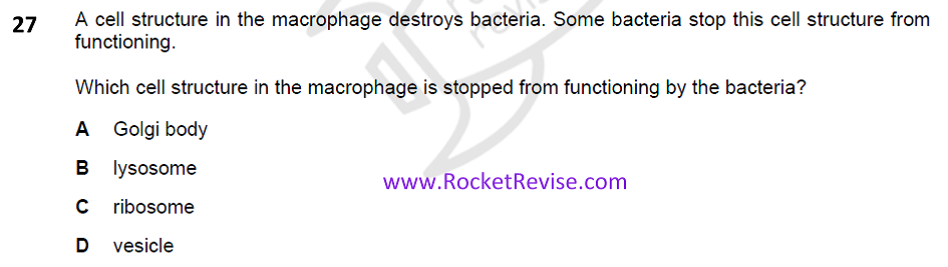 27 A cell structure in the macrophage destroys bacteria. Some bacteria stop this cell structure from
functioning.
Which cell structure in the macrophage is stopped from functioning by the bacteria?
A Golgi body
B lysosome
www.RocketRevise.com
C ribosome
D vesicle